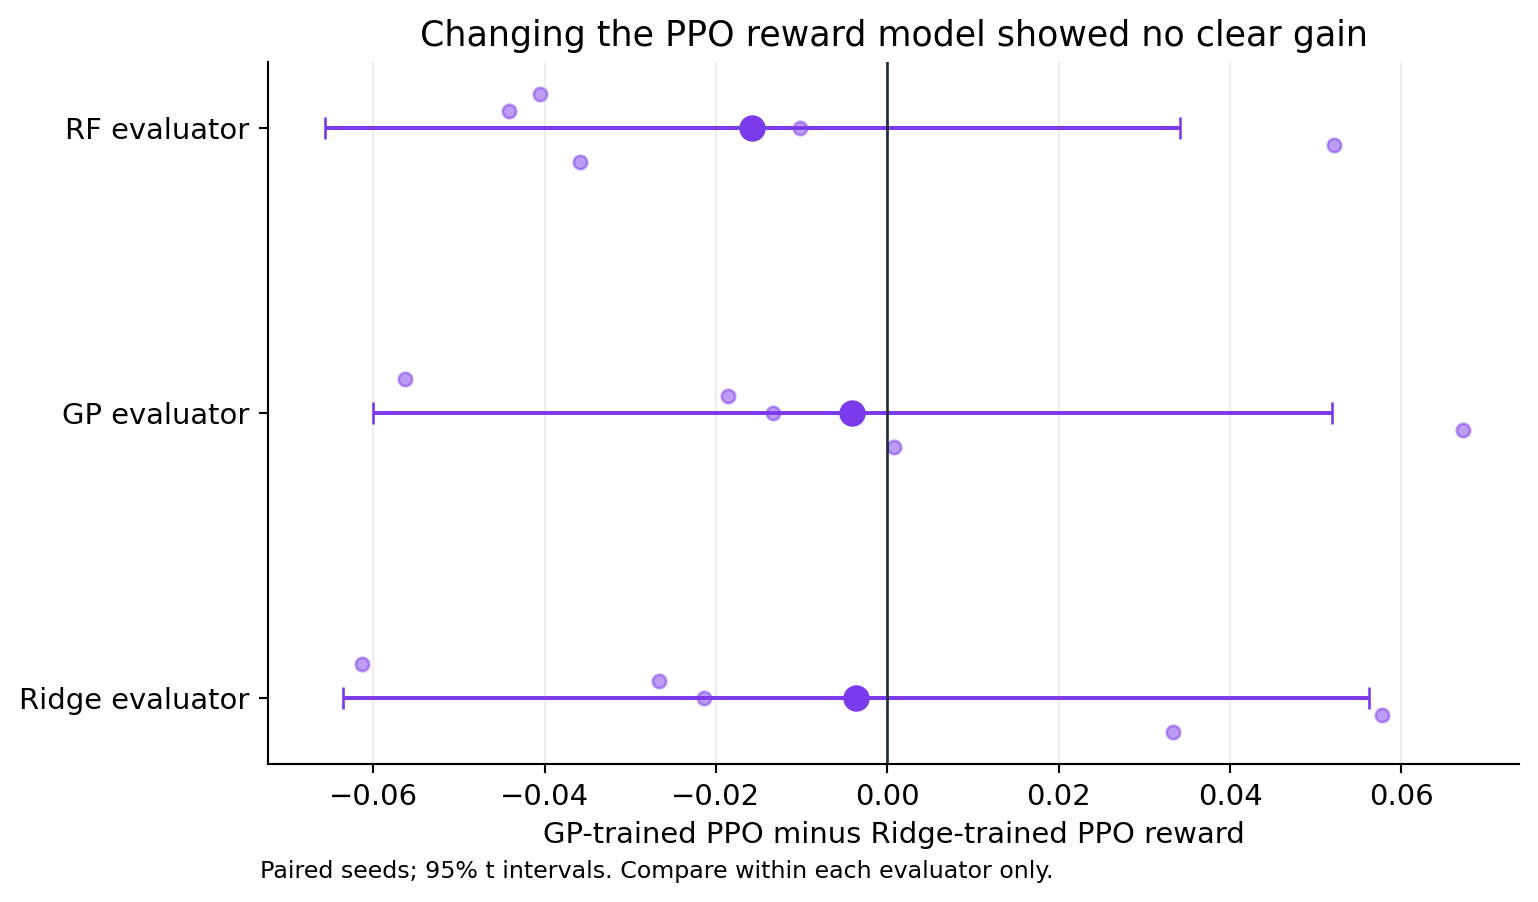 Changing the PPO reward model showed no clear gain
RF evaluator
GP evaluator
Ridge evaluator
−0.06 −0.04 −0.02 0.00 0.02 0.04 0.06
GP-trained PPO minus Ridge-trained PPO reward
Paired seeds; 95% t intervals. Compare within each evaluator only.